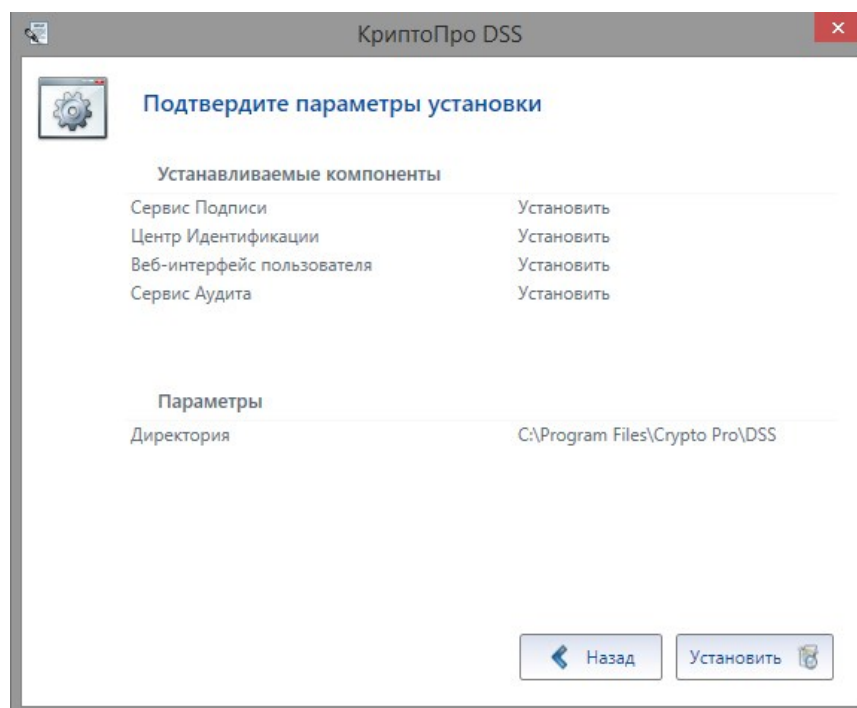 КриптоПро DSS
Подтвердите параметры установки
Устанавливаемые компоненты
Сервис Подписи Установить
Центр Идентификации Установить
Веб-интерфейс пользователя Установить
Сервис Аудита Установить
Параметры
Директория C:\Program Files\Crypto Pro\DSS
Назад Установить